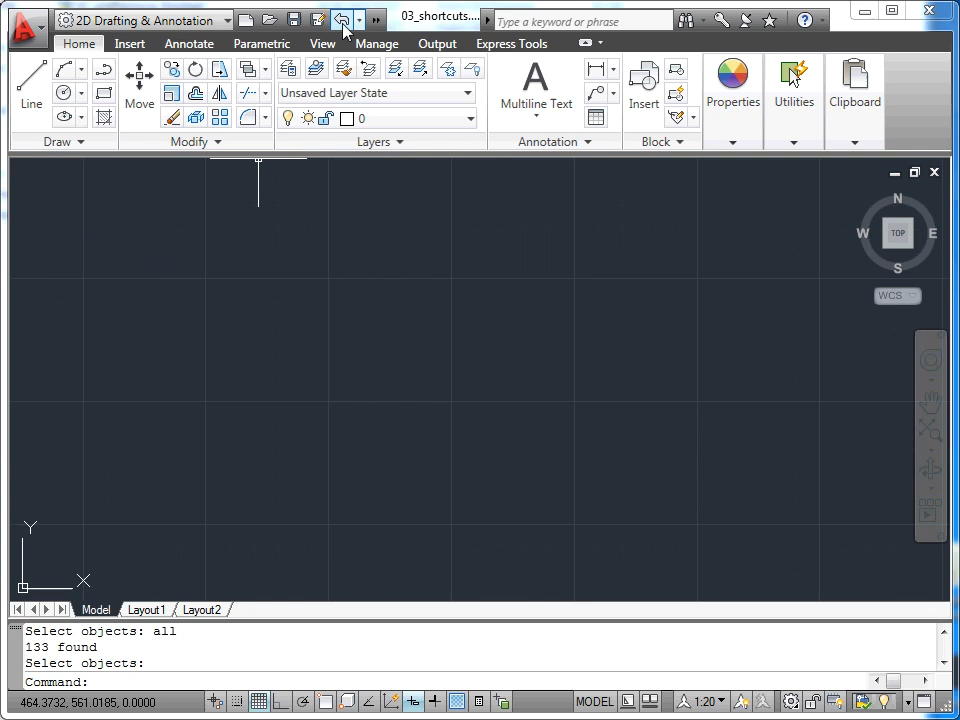 2D Drafting & Annotation
03_shortcuts....
Type a keyword or phrase
Home Insert Annotate Parametric View Manage Output Express Tools
Line
Move
Unsaved Layer State
0
Multiline Text
Insert
Properties
Utilities
Clipboard
Draw Modify Layers Annotation Block
N
W TOP E
S
WCS
Y
X
Model Layout1 Layout2
Select objects: all
133 found
Select objects:
Command:
464.3732, 561.0185, 0.0000
MODEL
1:20